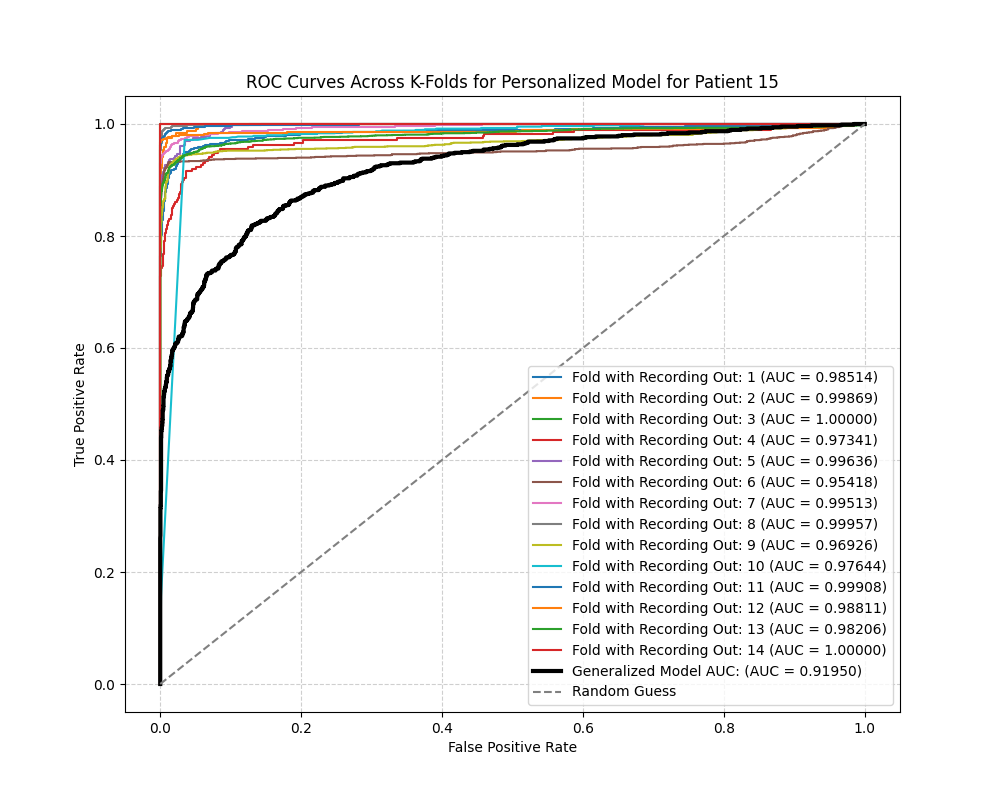 ROC Curves Across K-Folds for Personalized Model for Patient 15
True Positive Rate
1.0
0.8
0.6
0.4
0.2
0.0
Fold with Recording Out: 1 (AUC = 0.98514)
Fold with Recording Out: 2 (AUC = 0.99869)
Fold with Recording Out: 3 (AUC = 1.00000)
Fold with Recording Out: 4 (AUC = 0.97341)
Fold with Recording Out: 5 (AUC = 0.99636)
Fold with Recording Out: 6 (AUC = 0.95418)
Fold with Recording Out: 7 (AUC = 0.99513)
Fold with Recording Out: 8 (AUC = 0.99957)
Fold with Recording Out: 9 (AUC = 0.96926)
Fold with Recording Out: 10 (AUC = 0.97644)
Fold with Recording Out: 11 (AUC = 0.99908)
Fold with Recording Out: 12 (AUC = 0.98811)
Fold with Recording Out: 13 (AUC = 0.98206)
Fold with Recording Out: 14 (AUC = 1.00000)
Generalized Model AUC: (AUC = 0.91950)
Random Guess
0.0 0.2 0.4 0.6 0.8 1.0
False Positive Rate